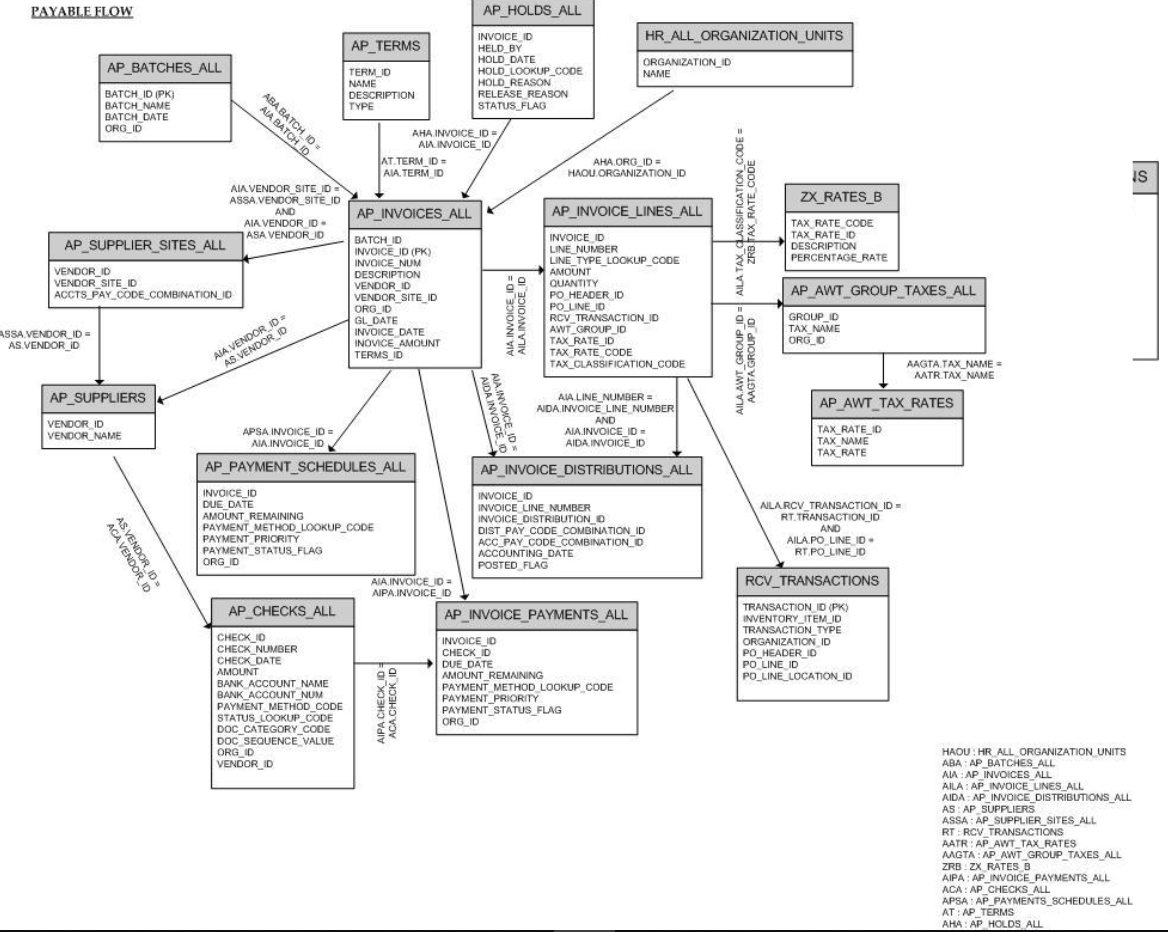 PAYABLE FLOW
AP_BATCHES_ALL
BATCH_ID (PK)
BATCH_NAME
BATCH_DATE
ORG_ID
AP_TERMS
TERM_ID
NAME
DESCRIPTION
TYPE
AP_HOLDS_ALL
INVOICE_ID
HELD_BY
HOLD_DATE
HOLD_LOOKUP_CODE
HOLD_REASON
RELEASE_REASON
STATUS_FLAG
HR_ALL_ORGANIZATION_UNITS
ORGANIZATION_ID
NAME
ABA.BATCH_ID =
AIA.BATCH_ID
AT.TERM_ID =
AIA.TERM_ID
AHA.INVOICE_ID =
AIA.INVOICE_ID
AHA.ORG_ID =
HAOU.ORGANIZATION_ID
AIA.VENDOR_SITE_ID =
ASSA.VENDOR_SITE_ID
AND
AIA.VENDOR_ID =
ASA.VENDOR_ID
AP_SUPPLIER_SITES_ALL
VENDOR_ID
VENDOR_SITE_ID
ACCTS_PAY_CODE_COMBINATION_ID
AP_INVOICES_ALL
BATCH_ID
INVOICE_ID (PK)
INVOICE_NUM
DESCRIPTION
VENDOR_ID
VENDOR_SITE_ID
ORG_ID
GL_DATE
INVOICE_DATE
INOVICE_AMOUNT
TERMS_ID
AIA.INVOICE_ID =
AILA.INVOICE_ID
AP_INVOICE_LINES_ALL
INVOICE_ID
LINE_NUMBER
LINE_TYPE_LOOKUP_CODE
AMOUNT
QUANTITY
PO_HEADER_ID
PO_LINE_ID
RCV_TRANSACTION_ID
AWT_GROUP_ID
TAX_RATE_ID
TAX_RATE_CODE
TAX_CLASSIFICATION_CODE
AILA.TAX_CLASSIFICATION_CODE =
ZRB.TAX_RATE_CODE
ZX_RATES_B
TAX_RATE_CODE
TAX_RATE_ID
DESCRIPTION
PERCENTAGE_RATE
NS
AILA.AWT_GROUP_ID =
AAGTA.GROUP_ID
AP_AWT_GROUP_TAXES_ALL
GROUP_ID
TAX_NAME
ORG_ID
AAGTA.TAX_NAME =
AATR.TAX_NAME
AP_AWT_TAX_RATES
TAX_RATE_ID
TAX_NAME
TAX_RATE
ASSA.VENDOR_ID =
AS.VENDOR_ID
AIA.VENDOR_ID =
AS.VENDOR_ID
AP_SUPPLIERS
VENDOR_ID
VENDOR_NAME
APSA.INVOICE_ID =
AIA.INVOICE_ID
AIA.INVOICE_ID =
AIDA.INVOICE_ID
AIA.LINE_NUMBER =
AIDA.INVOICE_LINE_NUMBER
AND
AIA.INVOICE_ID =
AIDA.INVOICE_ID
AP_PAYMENT_SCHEDULES_ALL
INVOICE_ID
DUE_DATE
AMOUNT_REMAINING
PAYMENT_METHOD_LOOKUP_CODE
PAYMENT_PRIORITY
PAYMENT_STATUS_FLAG
ORG_ID
AP_INVOICE_DISTRIBUTIONS_ALL
INVOICE_ID
INVOICE_LINE_NUMBER
INVOICE_DISTRIBUTION_ID
DIST_PAY_CODE_COMBINATION_ID
ACC_PAY_CODE_COMBINATION_ID
ACCOUNTING_DATE
POSTED_FLAG
AILA.RCV_TRANSACTION_ID =
RT.TRANSACTION_ID
AND
AILA.PO_LINE_ID =
RT.PO_LINE_ID
RCV_TRANSACTIONS
TRANSACTION_ID (PK)
INVENTORY_ITEM_ID
TRANSACTION_TYPE
ORGANIZATION_ID
PO_HEADER_ID
PO_LINE_ID
PO_LINE_LOCATION_ID
AS.VENDOR_ID =
ACA.VENDOR_ID
AIA.INVOICE_ID =
AIPA.INVOICE_ID
AP_CHECKS_ALL
CHECK_ID
CHECK_NUMBER
CHECK_DATE
AMOUNT
BANK_ACCOUNT_NAME
BANK_ACCOUNT_NUM
PAYMENT_METHOD_CODE
STATUS_LOOKUP_CODE
DOC_CATEGORY_CODE
DOC_SEQUENCE_VALUE
ORG_ID
VENDOR_ID
AIPA.CHECK_ID =
ACA.CHECK_ID
AP_INVOICE_PAYMENTS_ALL
INVOICE_ID
CHECK_ID
DUE_DATE
AMOUNT_REMAINING
PAYMENT_METHOD_LOOKUP_CODE
PAYMENT_PRIORITY
PAYMENT_STATUS_FLAG
ORG_ID
HAOU : HR_ALL_ORGANIZATION_UNITS
ABA : AP_BATCHES_ALL
AIA : AP_INVOICES_ALL
AILA : AP_INVOICE_LINES_ALL
AIDA : AP_INVOICE_DISTRIBUTIONS_ALL
AS : AP_SUPPLIERS
ASSA : AP_SUPPLIER_SITES_ALL
RT : RCV_TRANSACTIONS
AATR : AP_AWT_TAX_RATES
AAGTA : AP_AWT_GROUP_TAXES_ALL
ZRB : ZX_RATES_B
AIPA : AP_INVOICE_PAYMENTS_ALL
ACA : AP_CHECKS_ALL
APSA : AP_PAYMENTS_SCHEDULES_ALL
AT : AP_TERMS
AHA : AP_HOLDS_ALL